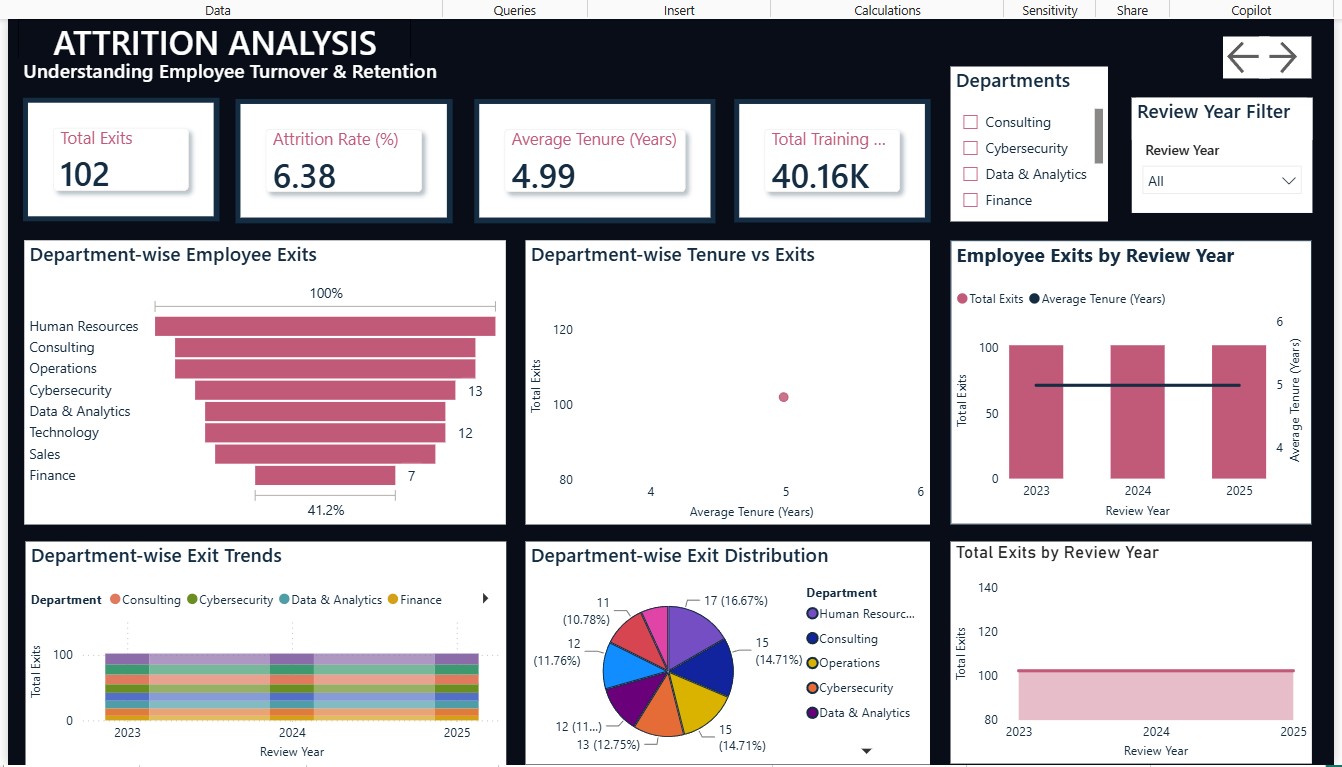 Data
Queries
Insert
Calculations
Sensitivity
Share
Copilot
ATTRITION ANALYSIS
Understanding Employee Turnover & Retention
Total Exits
102
Attrition Rate (%)
6.38
Average Tenure (Years)
4.99
Total Training ...
40.16K
Departments
Consulting
Cybersecurity
Data & Analytics
Finance
Review Year Filter
Review Year
All
Department-wise Employee Exits
100%
Human Resources
Consulting
Operations
Cybersecurity
13
Data & Analytics
Technology
12
Sales
Finance
7
41.2%
Department-wise Tenure vs Exits
Total Exits
120
100
80
4
5
6
Average Tenure (Years)
Employee Exits by Review Year
Total Exits
Average Tenure (Years)
Total Exits
100
50
0
6
5
4
Average Tenure (Years)
2023
2024
2025
Review Year
Department-wise Exit Trends
Department
Consulting
Cybersecurity
Data & Analytics
Finance
Total Exits
100
0
2023
2024
2025
Review Year
Department-wise Exit Distribution
17 (16.67%)
15
(14.71%)
15
(14.71%)
13 (12.75%)
12 (11...)
12
(11.76%)
11
(10.78%)
Department
Human Resourc...
Consulting
Operations
Cybersecurity
Data & Analytics
Total Exits by Review Year
Total Exits
140
120
100
80
2023
2024
2025
Review Year